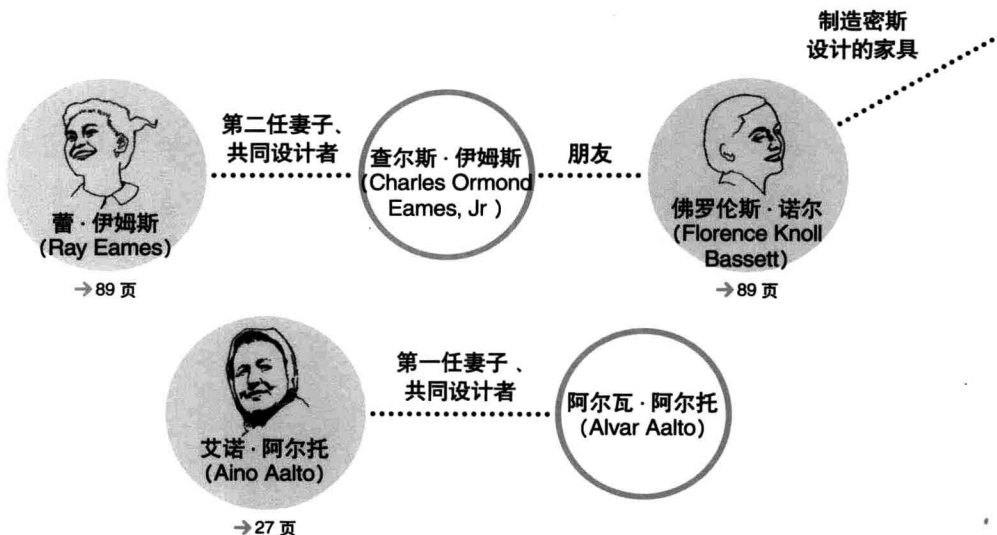 制造密斯
设计的家具
第二任妻子、
共同设计者
蕾·伊姆斯
(Ray Eames)
→89 页
查尔斯·伊姆斯
(Charles Ormond
Eames, Jr )
朋友
佛罗伦斯·诺尔
(Florence Knoll
Bassett)
→89 页
第一任妻子、
共同设计者
艾诺·阿尔托
(Aino Aalto)
→27 页
阿尔瓦·阿尔托
(Alvar Aalto)